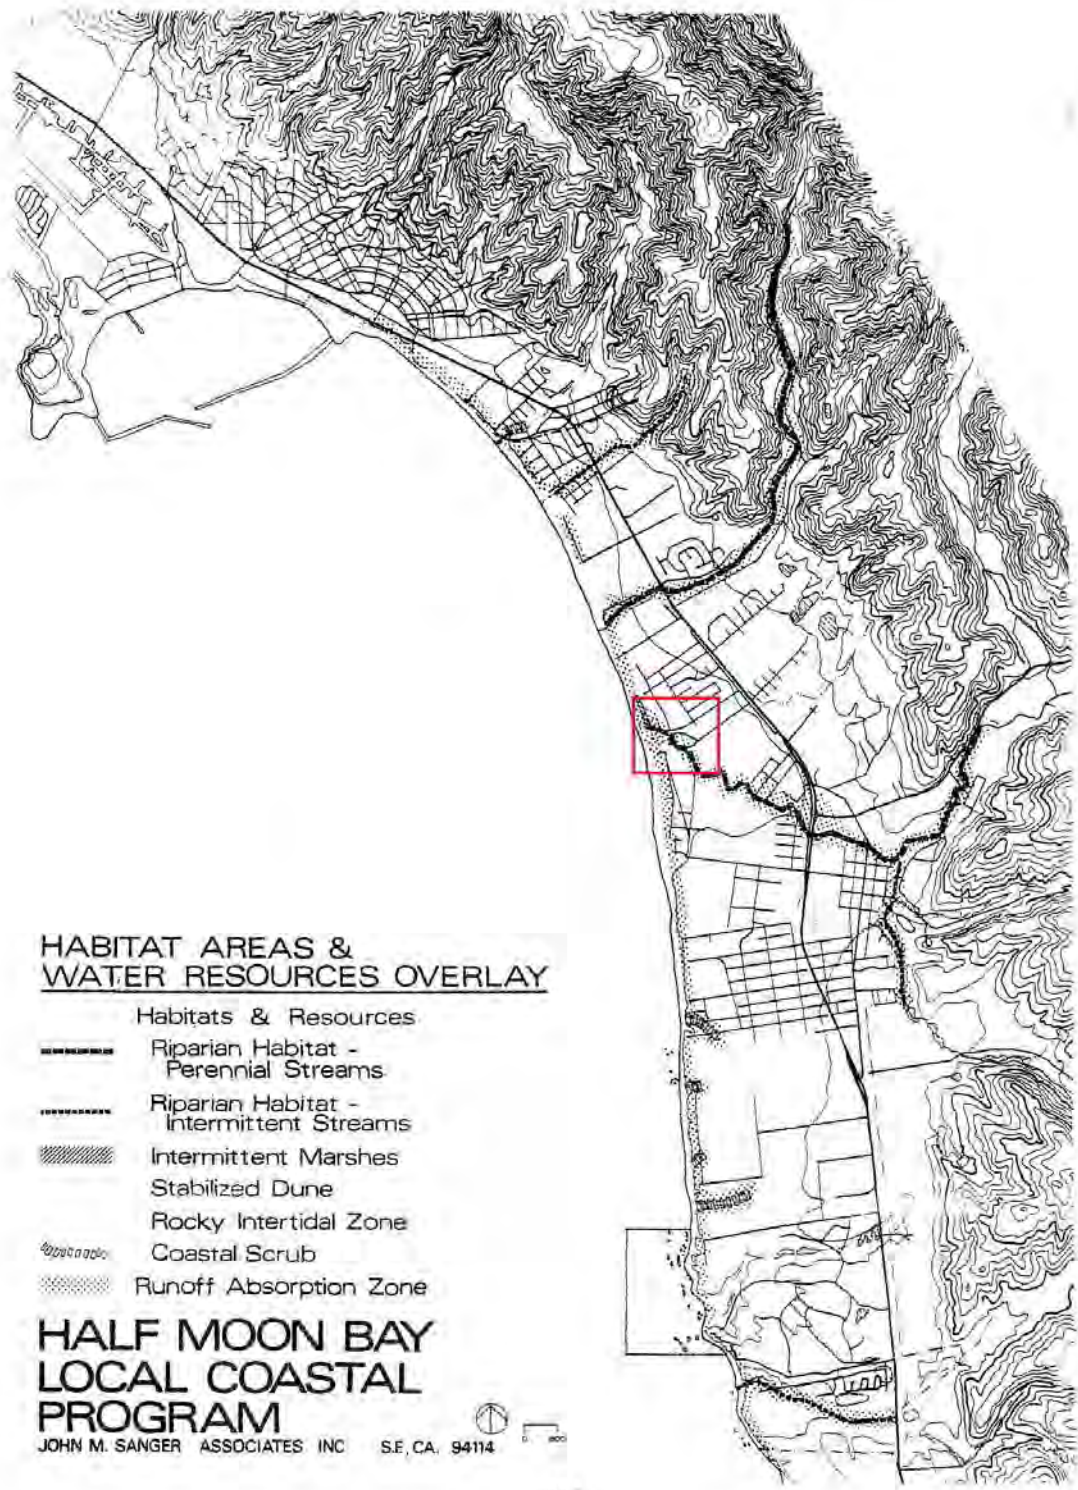 HABITAT AREAS &
WATER RESOURCES OVERLAY
Habitats & Resources
Riparian Habitat -
Perennial Streams
Riparian Habitat -
Intermittent Streams
Intermittent Marshes
Stabilized Dune
Rocky Intertidal Zone
Coastal Scrub
Runoff Absorption Zone
HALF MOON BAY
LOCAL COASTAL
PROGRAM
JOHN M. SANGER ASSOCIATES INC S.F., CA. 94114